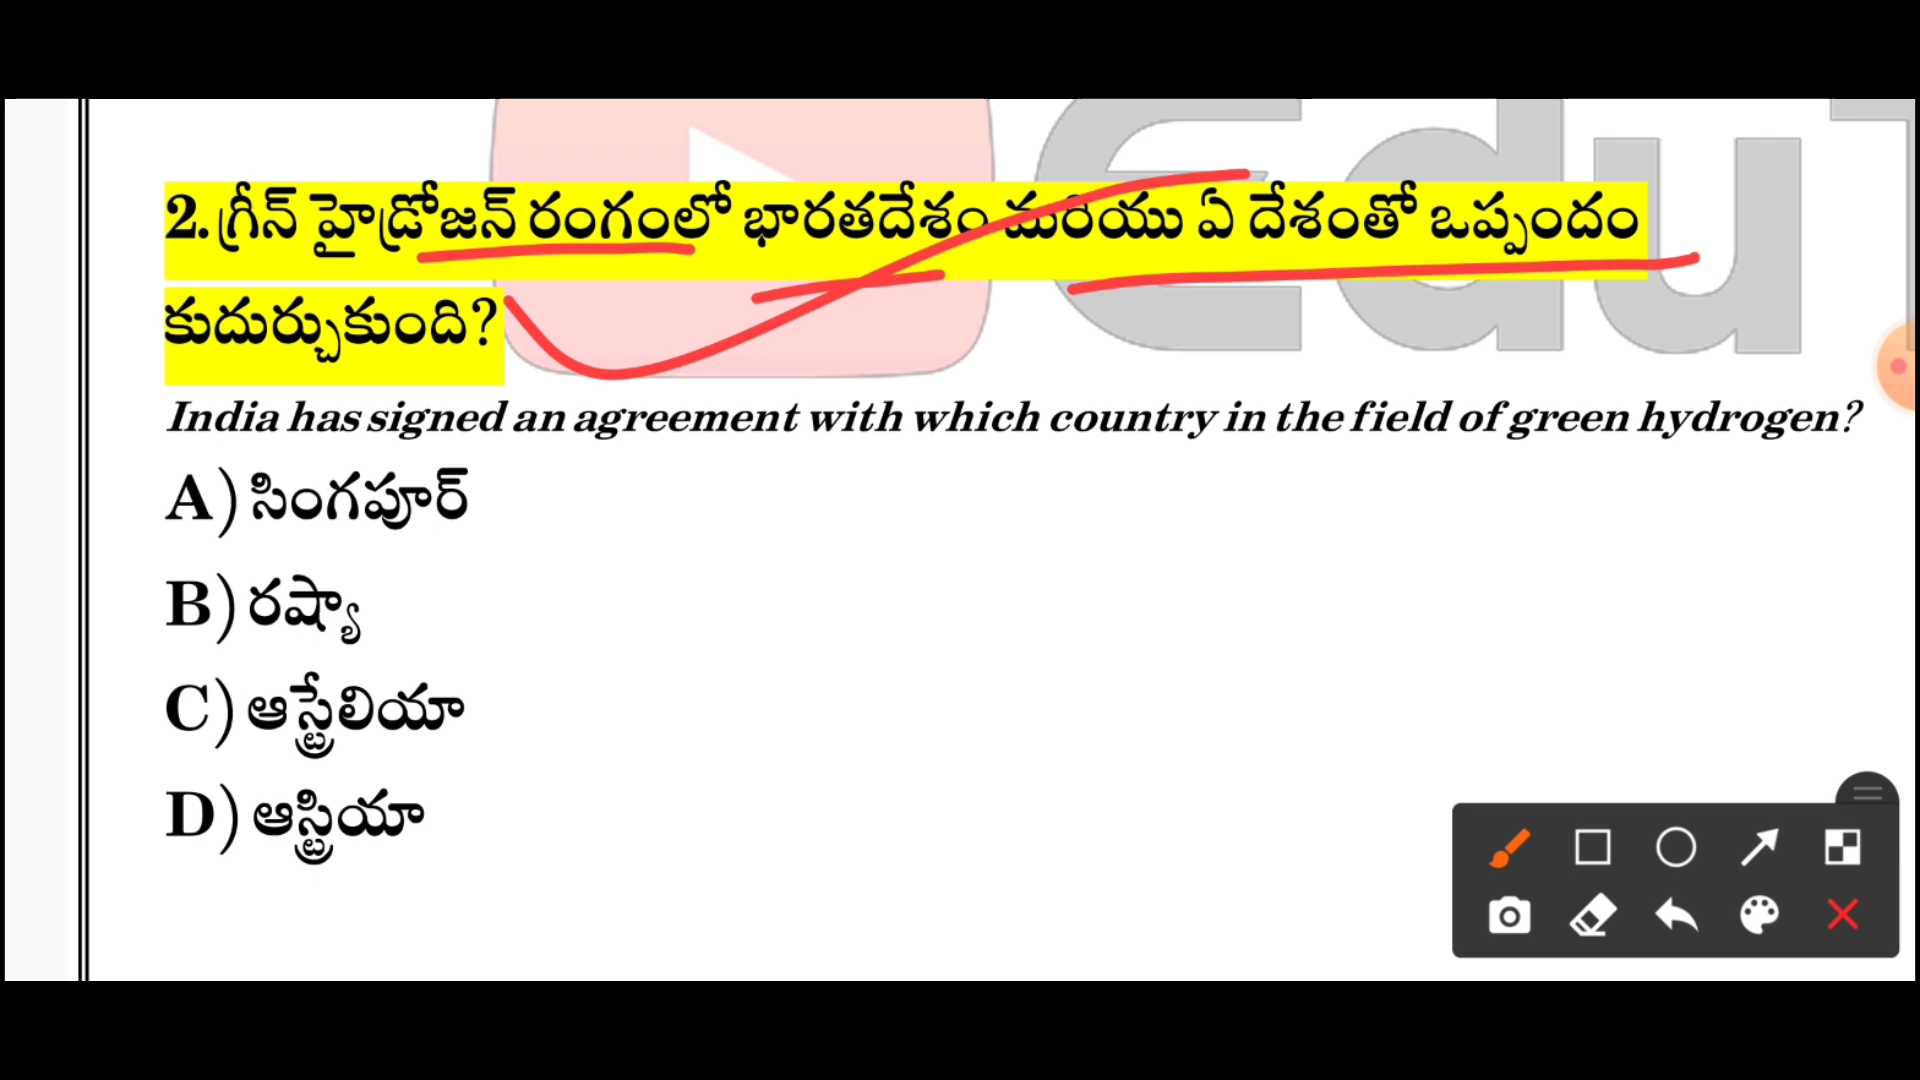 2. గ్రీన్ హైడ్రోజన్ రంగంలో భారతదేశం మరియు ఏ దేశంతో ఒప్పందం
కుదుర్చుకుంది?
India has signed an agreement with which country in the field of green hydrogen?
A) సింగపూర్
B) రష్యా
C) ఆస్ట్రేలియా
D) ఆస్ట్రియా